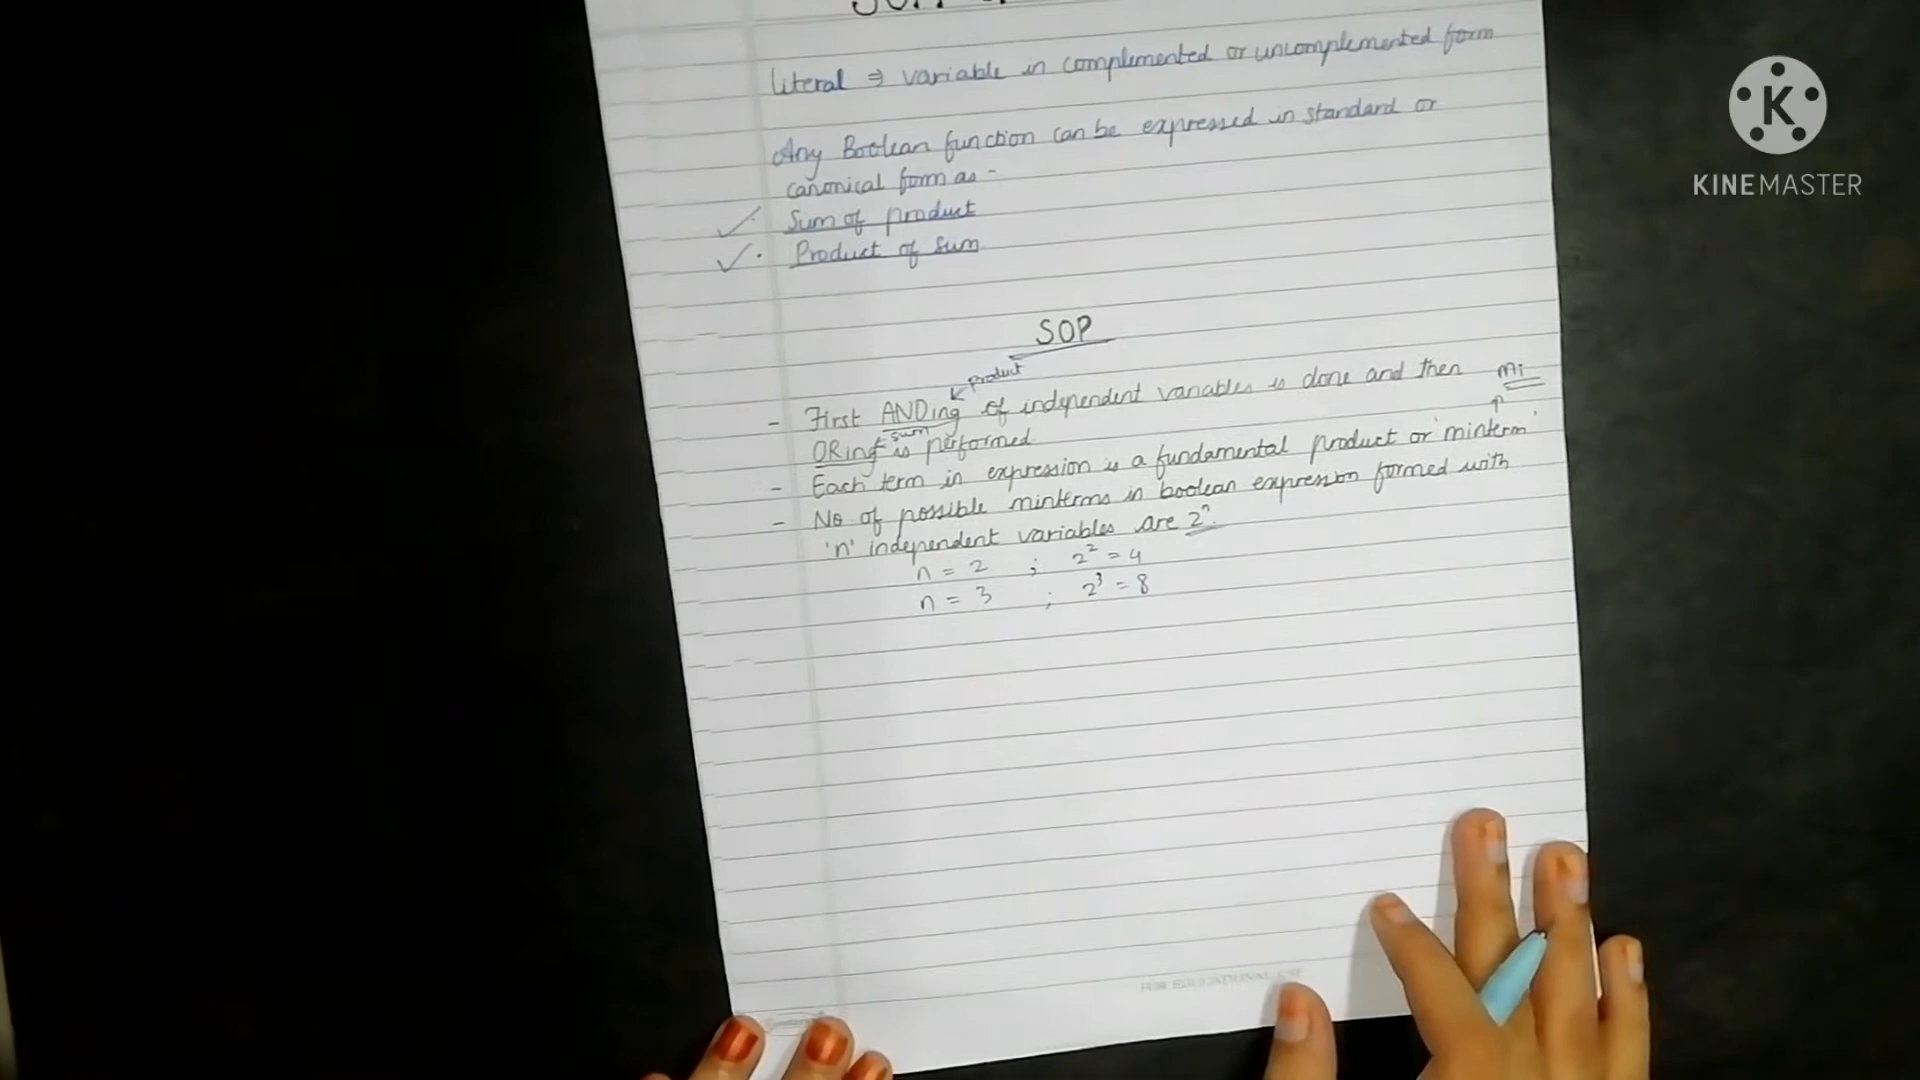 literal ⇒ variable in complemented or uncomplemented form
Any Boolean function can be expressed in standard or
canonical form as -
✓ · Sum of product
✓ · Product of sum
SOP
product
- First ANDing of independent variables is done and then
mi
sum
ORing is performed
- Each term in expression is a fundamental product or 'minterm'
- No of possible minterms in boolean expression formed with
'n' independent variables are 2ⁿ.
n = 2 ; 2² = 4
n = 3 ; 2³ = 8
FOR EDUCATIONAL USE
K
KINEMASTER